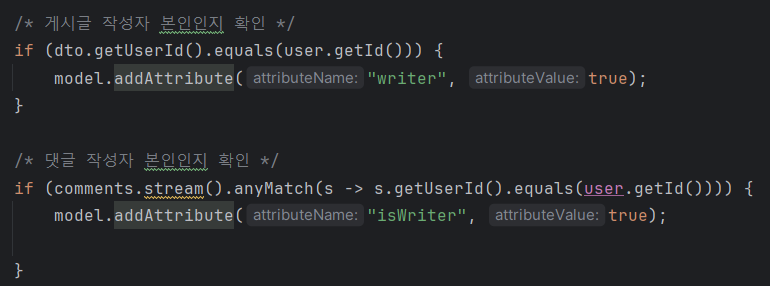 /* 게시글 작성자 본인인지 확인 */
if (dto.getUserId().equals(user.getId())) {
    model.addAttribute( attributeName: "writer", attributeValue: true);
}
/* 댓글 작성자 본인인지 확인 */
if (comments.stream().anyMatch(s -> s.getUserId().equals(user.getId()))) {
    model.addAttribute( attributeName: "isWriter", attributeValue: true);
}